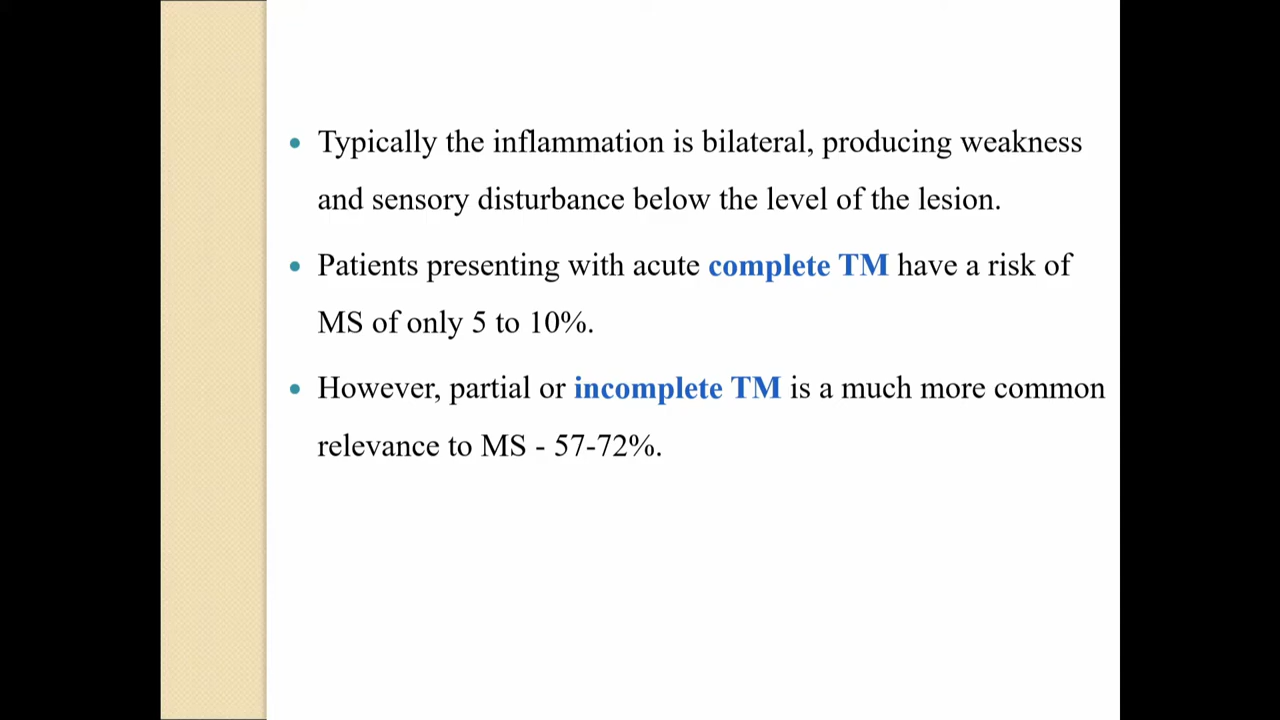 • Typically the inflammation is bilateral, producing weakness
and sensory disturbance below the level of the lesion.
• Patients presenting with acute complete TM have a risk of
MS of only 5 to 10%.
• However, partial or incomplete TM is a much more common
relevance to MS - 57-72%.